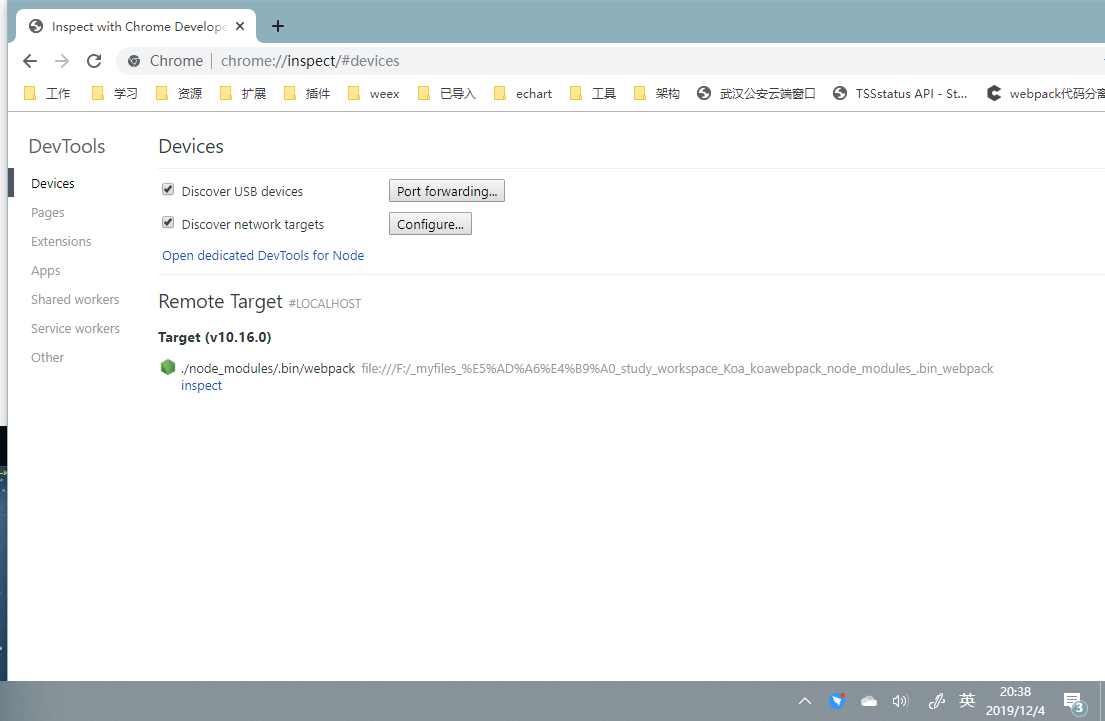 Inspect with Chrome Develope
Chrome | chrome://inspect/#devices
工作 学习 资源 扩展 插件 weex 已导入 echart 工具 架构 武汉公安云端窗口 TSSstatus API - St... webpack代码分离
DevTools
Devices
Pages
Extensions
Apps
Shared workers
Service workers
Other
Devices
Discover USB devices Port forwarding...
Discover network targets Configure...
Open dedicated DevTools for Node
Remote Target #LOCALHOST
Target (v10.16.0)
./node_modules/.bin/webpack file:///F:/_myfiles_%E5%AD%A6%E4%B9%A0_study_workspace_Koa_koawebpack_node_modules_.bin_webpack
inspect
英 20:38
2019/12/4 3